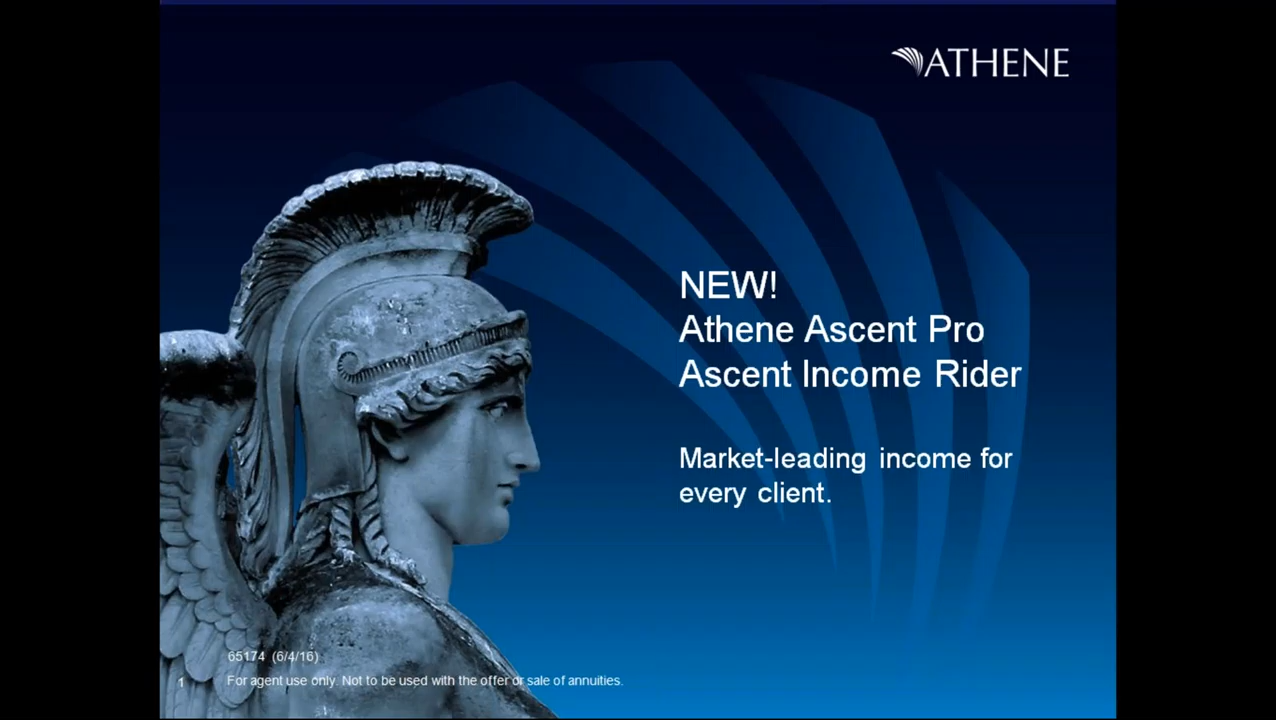 ATHENE
NEW!
Athene Ascent Pro
Ascent Income Rider
Market-leading income for
every client.
65174 (6/4/16)
1 For agent use only. Not to be used with the offer or sale of annuities.